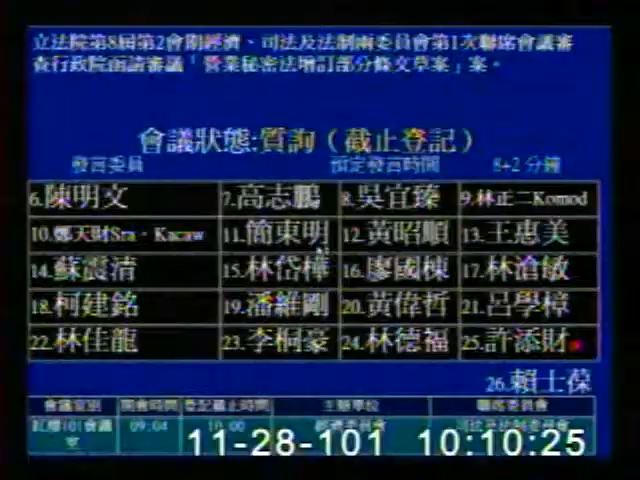 立法院第8屆第2會期經濟、司法及法制兩委員會第1次聯席會議審
查行政院函請審議「營業秘密法增訂部分條文草案」案。
會議狀態:質詢（截止登記）
發言委員 預定發言時間 8+2 分鐘
6.陳明文 7.高志鵬 8.吳宜臻 9.林正二Komod
10.鄭天財Sra．Kacaw 11.簡東明 12.黃昭順 13.王惠美
14.蘇震清 15.林岱樺 16.廖國棟 17.林滄敏
18.柯建銘 19.潘維剛 20.黃偉哲 21.呂學樟
22.林佳龍 23.李桐豪 24.林德福 25.許添財
26.賴士葆
會議室別 開會時間 登記截止時間 主辦單位 聯席委員會
紅樓101會議室 09:04 10:00 經濟委員會 司法及法制委員會
11-28-101 10:10:25